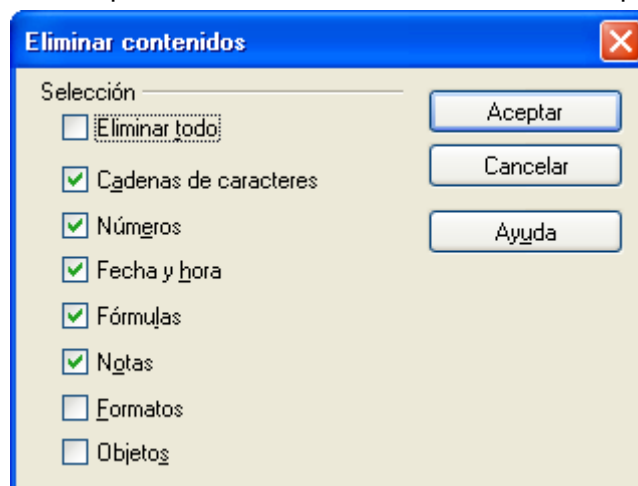 Eliminar contenidos
Selección
Eliminar todo
Cadenas de caracteres
Números
Fecha y hora
Fórmulas
Notas
Formatos
Objetos
Aceptar
Cancelar
Ayuda